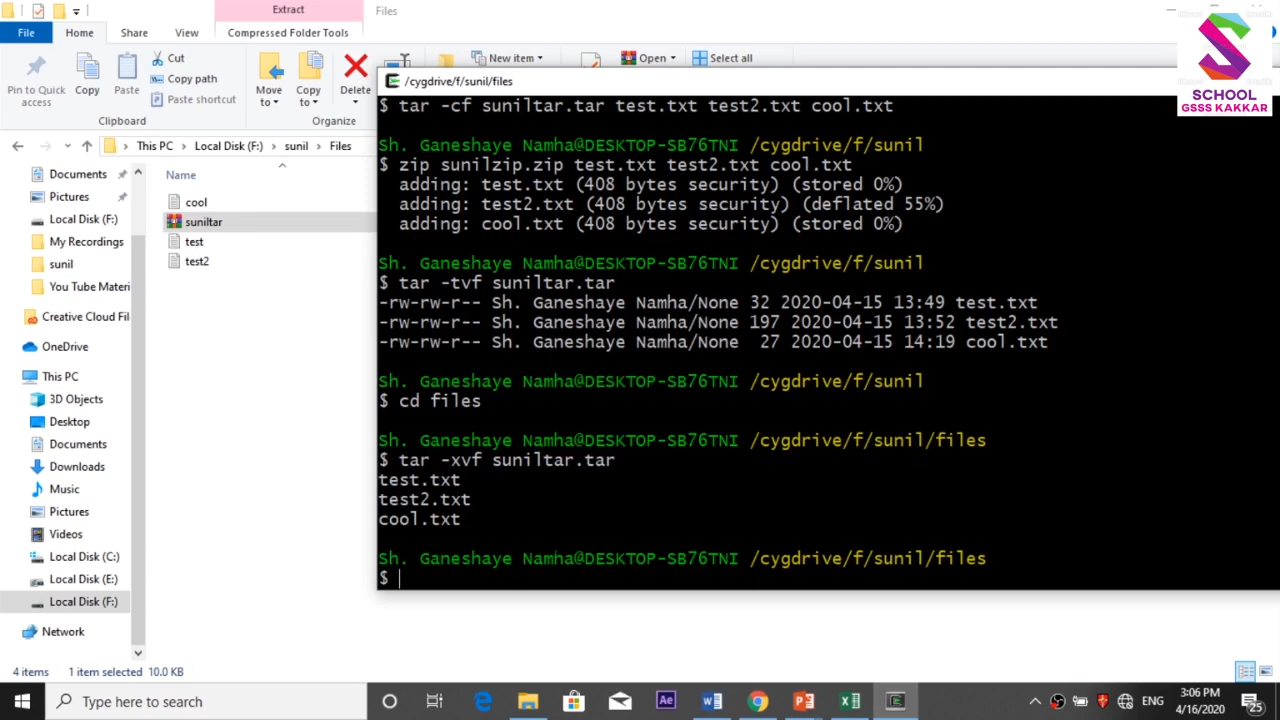 Extract
Files
File
Home
Share
View
Compressed Folder Tools
Pin to Quick access
Copy
Paste
Cut
Copy path
Paste shortcut
Clipboard
Move to
Copy to
Delete
Organize
New item
Open
Select all
SCHOOL
GSSS KAKKAR
This PC
Local Disk (F:)
sunil
Files
Documents
Pictures
Local Disk (F:)
My Recordings
sunil
You Tube Materi
Creative Cloud Fil
OneDrive
This PC
3D Objects
Desktop
Documents
Downloads
Music
Pictures
Videos
Local Disk (C:)
Local Disk (E:)
Local Disk (F:)
Network
Name
cool
suniltar
test
test2
/cygdrive/f/sunil/files
$ tar -cf suniltar.tar test.txt test2.txt cool.txt
Sh. Ganeshaye Namha@DESKTOP-SB76TNI /cygdrive/f/sunil
$ zip sunilzip.zip test.txt test2.txt cool.txt
adding: test.txt (408 bytes security) (stored 0%)
adding: test2.txt (408 bytes security) (deflated 55%)
adding: cool.txt (408 bytes security) (stored 0%)
Sh. Ganeshaye Namha@DESKTOP-SB76TNI /cygdrive/f/sunil
$ tar -tvf suniltar.tar
-rw-rw-r-- Sh. Ganeshaye Namha/None 32 2020-04-15 13:49 test.txt
-rw-rw-r-- Sh. Ganeshaye Namha/None 197 2020-04-15 13:52 test2.txt
-rw-rw-r-- Sh. Ganeshaye Namha/None 27 2020-04-15 14:19 cool.txt
Sh. Ganeshaye Namha@DESKTOP-SB76TNI /cygdrive/f/sunil
$ cd files
Sh. Ganeshaye Namha@DESKTOP-SB76TNI /cygdrive/f/sunil/files
$ tar -xvf suniltar.tar
test.txt
test2.txt
cool.txt
Sh. Ganeshaye Namha@DESKTOP-SB76TNI /cygdrive/f/sunil/files
$
4 items
1 item selected 10.0 KB
Type here to search
Ae
ENG
3:06 PM
4/16/2020
25